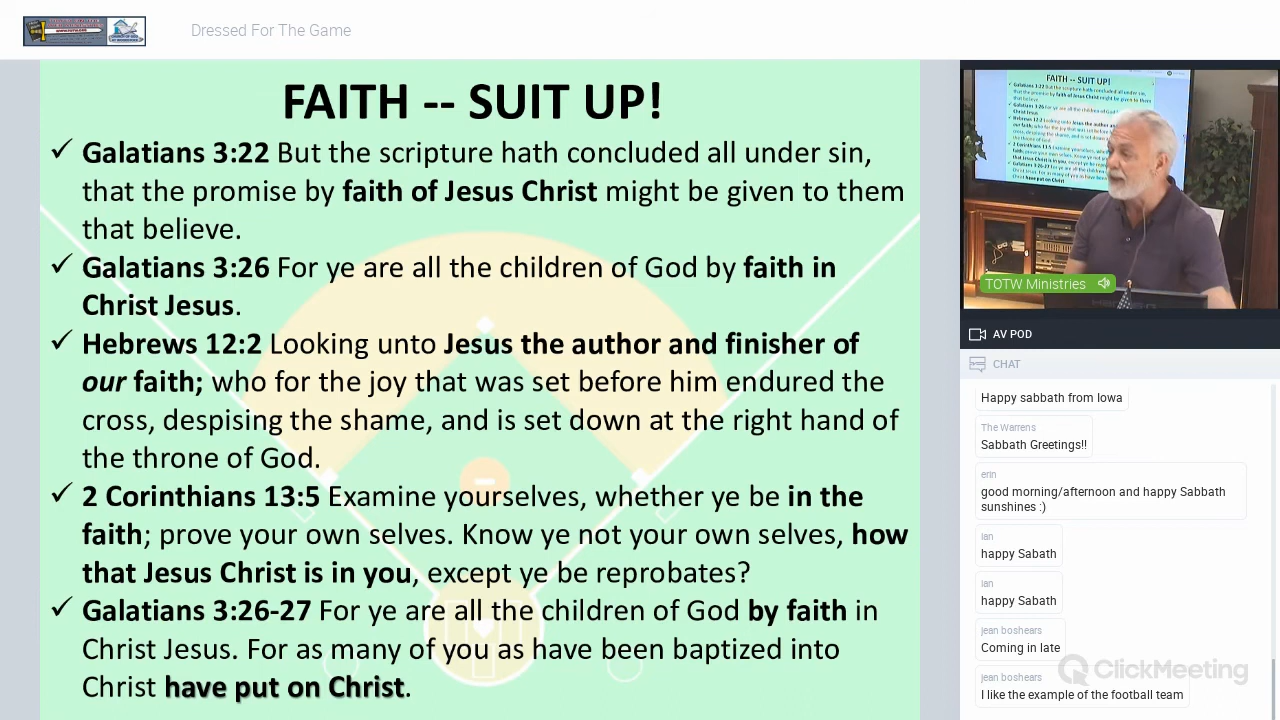 Dressed For The Game
FAITH -- SUIT UP!
✓ Galatians 3:22 But the scripture hath concluded all under sin,
that the promise by faith of Jesus Christ might be given to them
that believe.
✓ Galatians 3:26 For ye are all the children of God by faith in
Christ Jesus.
✓ Hebrews 12:2 Looking unto Jesus the author and finisher of
our faith; who for the joy that was set before him endured the
cross, despising the shame, and is set down at the right hand of
the throne of God.
✓ 2 Corinthians 13:5 Examine yourselves, whether ye be in the
faith; prove your own selves. Know ye not your own selves, how
that Jesus Christ is in you, except ye be reprobates?
✓ Galatians 3:26-27 For ye are all the children of God by faith in
Christ Jesus. For as many of you as have been baptized into
Christ have put on Christ.
FAITH -- SUIT UP!
TOTW Ministries
AV POD
CHAT
Happy sabbath from Iowa
The Warrens
Sabbath Greetings!!
erin
good morning/afternoon and happy Sabbath
sunshines :)
ian
happy Sabath
ian
happy Sabath
jean boshears
Coming in late
jean boshears
I like the example of the football team
ClickMeeting